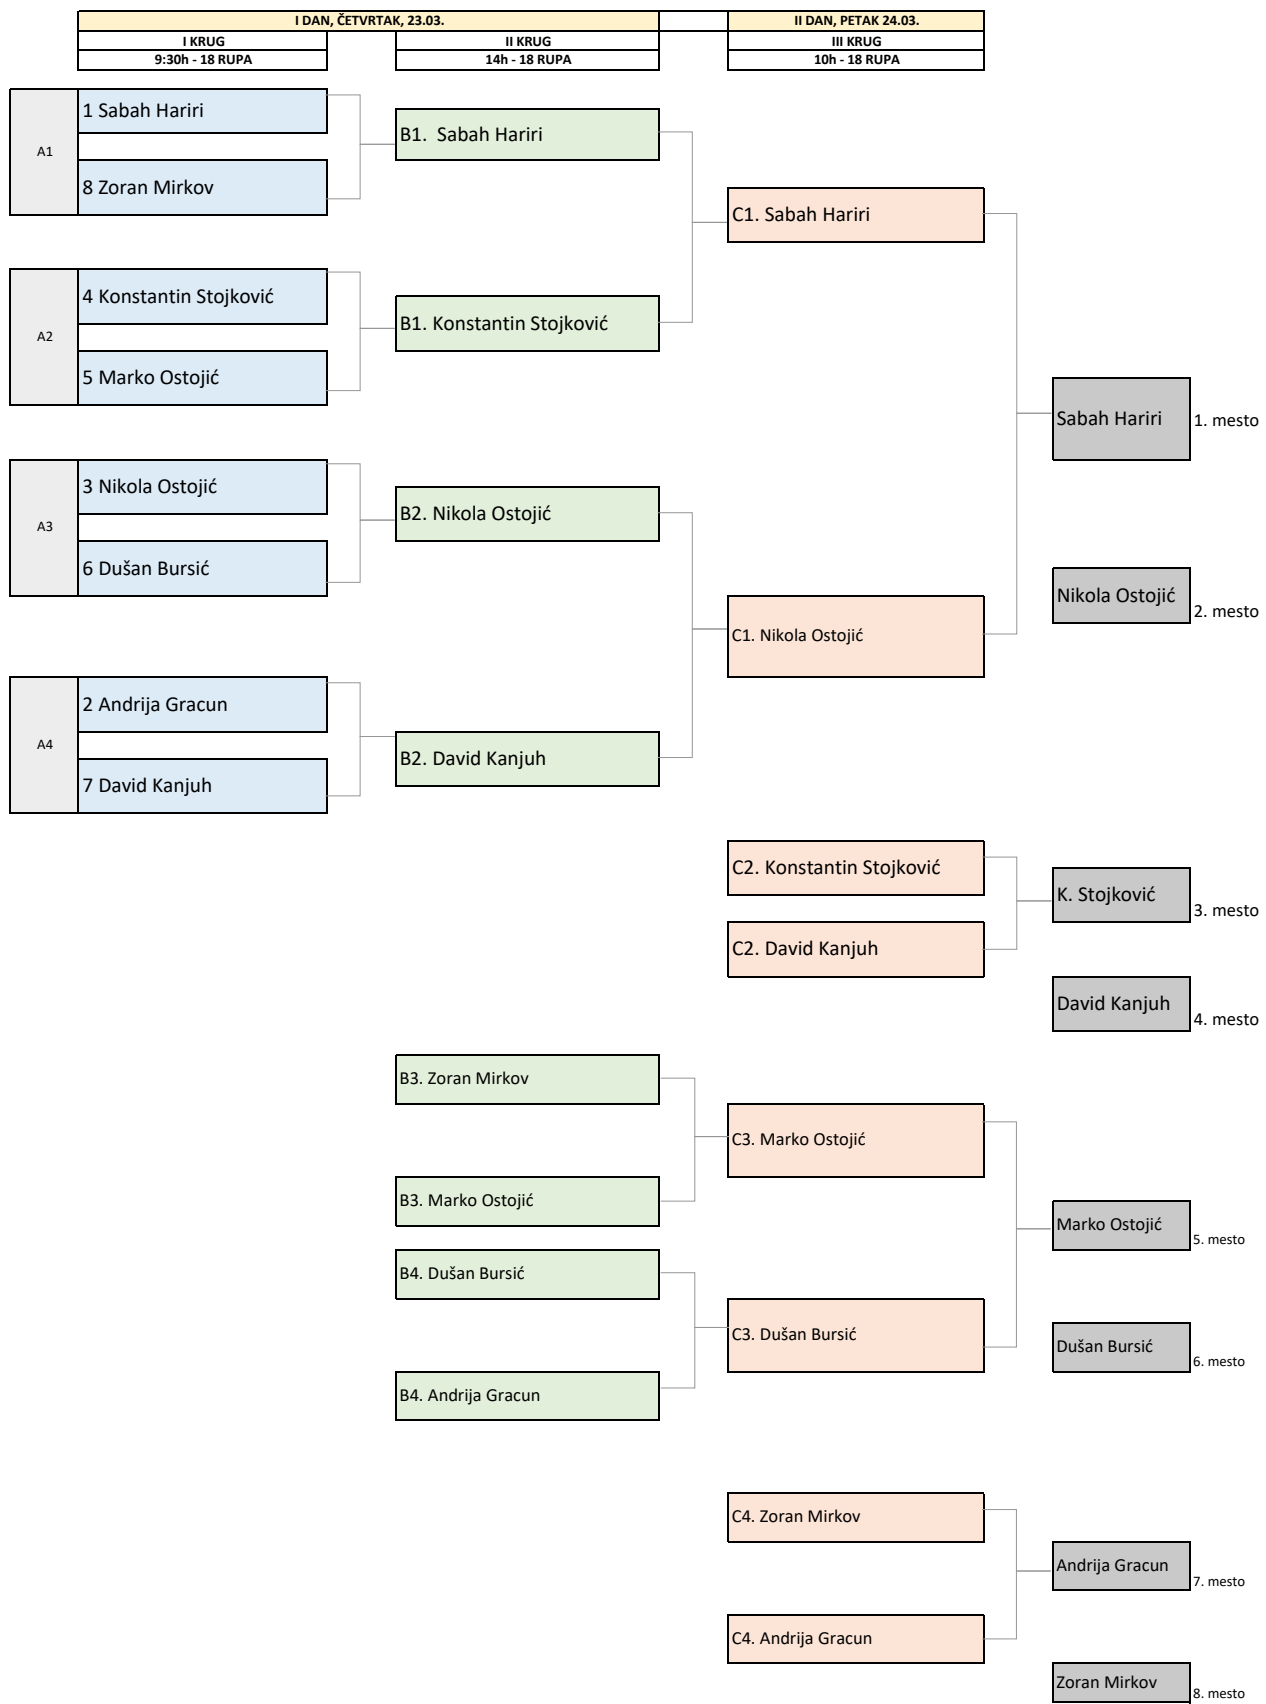 I DAN, ČETVRTAK, 23.03.
II DAN, PETAK 24.03.
I KRUG
II KRUG
III KRUG
9:30h - 18 RUPA
14h - 18 RUPA
10h - 18 RUPA
A1
1 Sabah Hariri
8 Zoran Mirkov
B1. Sabah Hariri
C1. Sabah Hariri
A2
4 Konstantin Stojković
5 Marko Ostojić
B1. Konstantin Stojković
Sabah Hariri
1. mesto
A3
3 Nikola Ostojić
6 Dušan Bursić
B2. Nikola Ostojić
Nikola Ostojić
2. mesto
C1. Nikola Ostojić
A4
2 Andrija Gracun
7 David Kanjuh
B2. David Kanjuh
C2. Konstantin Stojković
C2. David Kanjuh
K. Stojković
3. mesto
David Kanjuh
4. mesto
B3. Zoran Mirkov
B3. Marko Ostojić
C3. Marko Ostojić
Marko Ostojić
5. mesto
B4. Dušan Bursić
B4. Andrija Gracun
C3. Dušan Bursić
Dušan Bursić
6. mesto
C4. Zoran Mirkov
C4. Andrija Gracun
Andrija Gracun
7. mesto
Zoran Mirkov
8. mesto